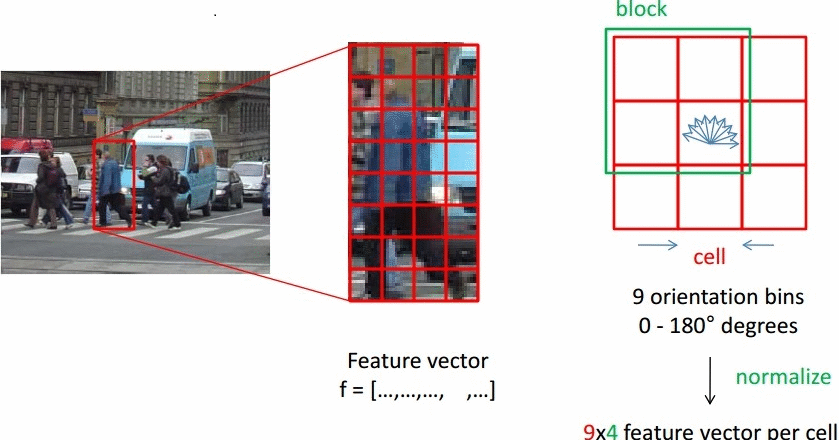 block
cell
9 orientation bins
0 - 180° degrees
Feature vector
f = [...,...,...,    ,...]
normalize
9x4 feature vector per cell